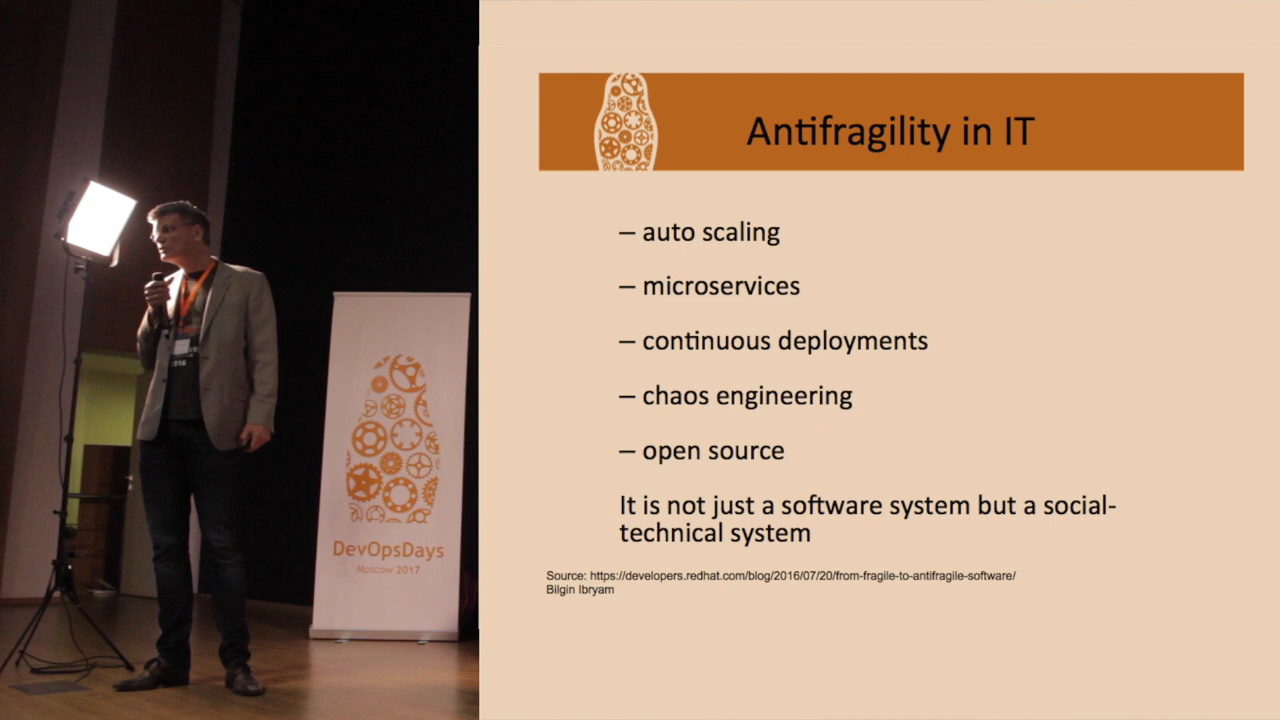 Antifragility in IT
– auto scaling
– microservices
– continuous deployments
– chaos engineering
– open source
It is not just a software system but a social-
technical system
Source: https://developers.redhat.com/blog/2016/07/20/from-fragile-to-antifragile-software/
Bilgin Ibryam
DevOpsDays
Moscow 2017